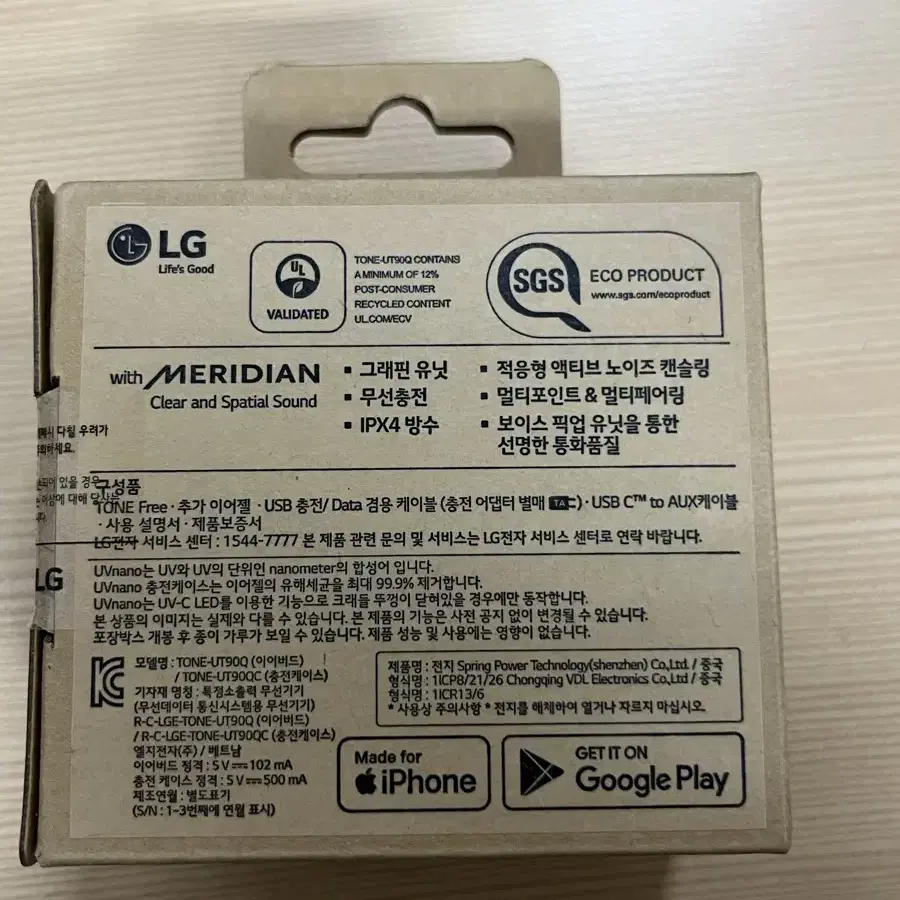 LG
Life's Good
UL
VALIDATED
TONE-UT90Q CONTAINS
A MINIMUM OF 12%
POST-CONSUMER
RECYCLED CONTENT
UL.COM/ECV
SGS
ECO PRODUCT
www.sgs.com/ecoproduct
with MERIDIAN
Clear and Spatial Sound
▪ 그래핀 유닛
▪ 무선충전
▪ IPX4 방수
▪ 적응형 액티브 노이즈 캔슬링
▪ 멀티포인트 & 멀티페어링
▪ 보이스 픽업 유닛을 통한
선명한 통화품질
다칠 우려가
있을 경우
이상에 대해 당사는
LG
구성품
TONE Free · 추가 이어젤 · USB 충전/ Data 겸용 케이블 (충전 어댑터 별매 TA) · USB C™ to AUX케이블
· 사용 설명서 · 제품보증서
LG전자 서비스 센터 : 1544-7777 본 제품 관련 문의 및 서비스는 LG전자 서비스 센터로 연락 바랍니다.
UVnano는 UV와 UV의 단위인 nanometer의 합성어 입니다.
UVnano 충전케이스는 이어젤의 유해세균을 최대 99.9% 제거합니다.
UVnano는 UV-C LED를 이용한 기능으로 크래들 뚜껑이 닫혀있을 경우에만 동작합니다.
본 상품의 이미지는 실제와 다를 수 있습니다. 본 제품의 기능은 사전 공지 없이 변경될 수 있습니다.
포장박스 개봉 후 종이 가루가 보일 수 있습니다. 제품 성능 및 사용에는 영향이 없습니다.
모델명 : TONE-UT90Q (이어버드)
/ TONE-UT90QC (충전케이스)
기자재 명칭 : 특정소출력 무선기기
(무선데이터 통신시스템용 무선기기)
R-C-LGE-TONE-UT90Q (이어버드)
/ R-C-LGE-TONE-UT90QC (충전케이스)
엘지전자(주) / 베트남
이어버드 정격 : 5 V⎓102 mA
충전 케이스 정격 : 5 V⎓500 mA
제조연월 : 별도표기
(S/N : 1~3번째에 연월 표시)
제품명 : 전지 Spring Power Technology(shenzhen) Co.,Ltd. / 중국
형식명 : 1ICP8/21/26 Chongqing VDL Electronics Co.,Ltd / 중국
형식명 : 1ICR13/6
* 사용상 주의사항 * 전지를 해체하여 열거나 자르지 마십시오.
Made for
iPhone
GET IT ON
Google Play